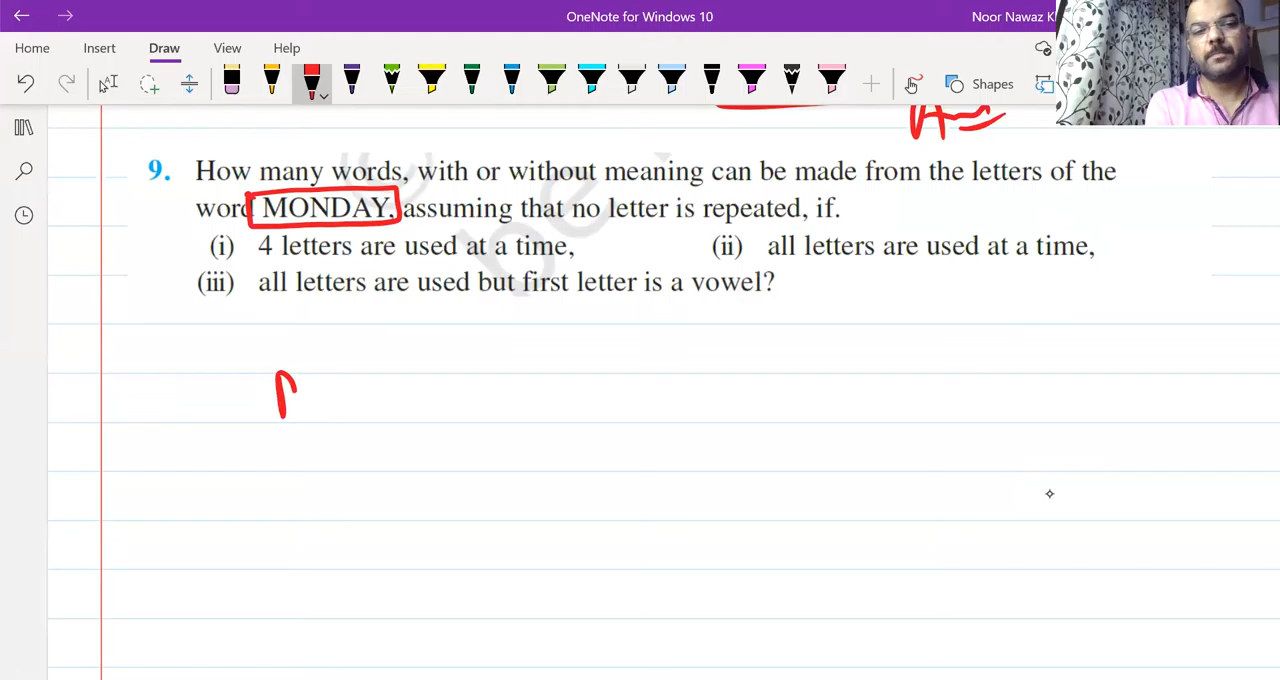 OneNote for Windows 10
Noor Nawaz K
Home Insert Draw View Help
Shapes
9. How many words, with or without meaning can be made from the letters of the
word MONDAY, assuming that no letter is repeated, if.
(i) 4 letters are used at a time, (ii) all letters are used at a time,
(iii) all letters are used but first letter is a vowel?
be